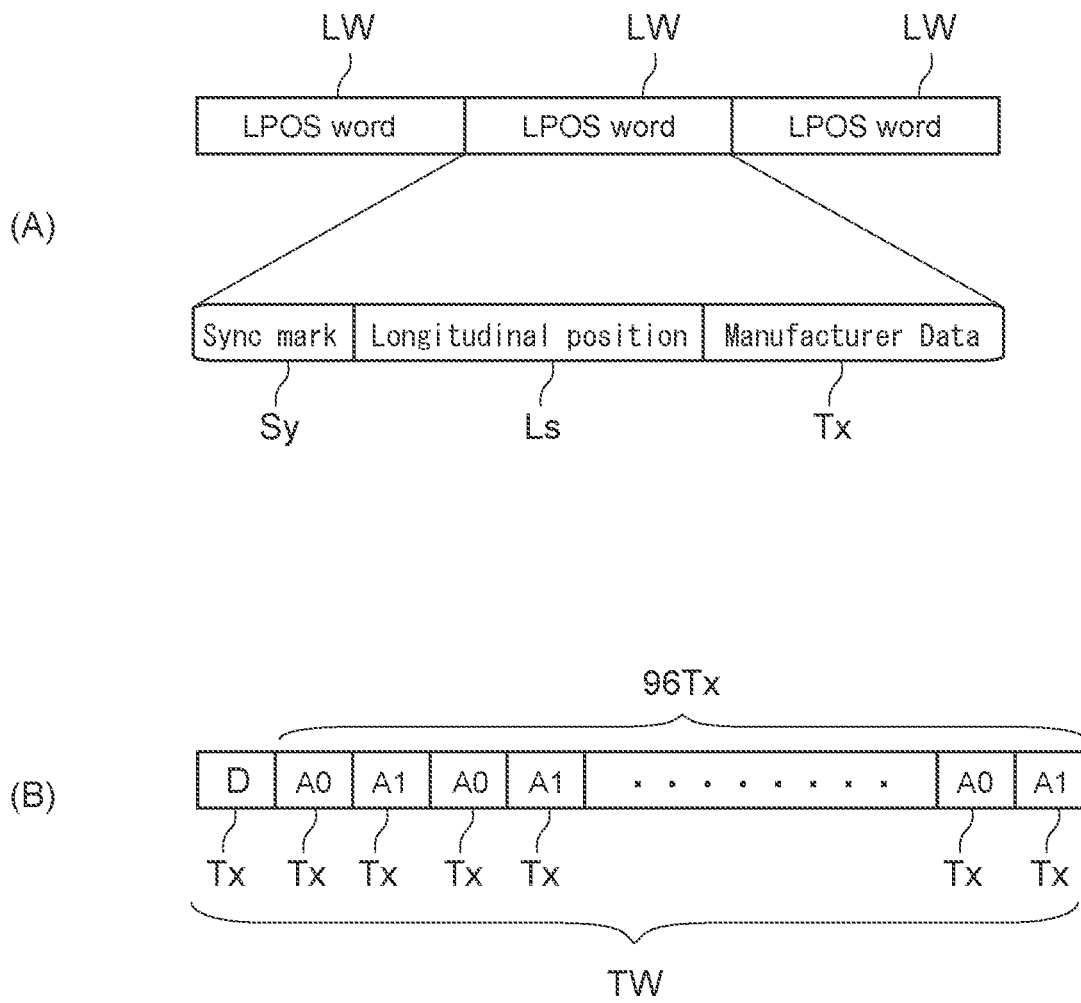 LW LW LW
LPOS word LPOS word LPOS word
(A)
Sync mark Longitudinal position Manufacturer Data
Sy Ls Tx
96Tx
(B)
D A0 A1 A0 A1 ········ A0 A1
Tx Tx Tx Tx Tx Tx Tx
TW